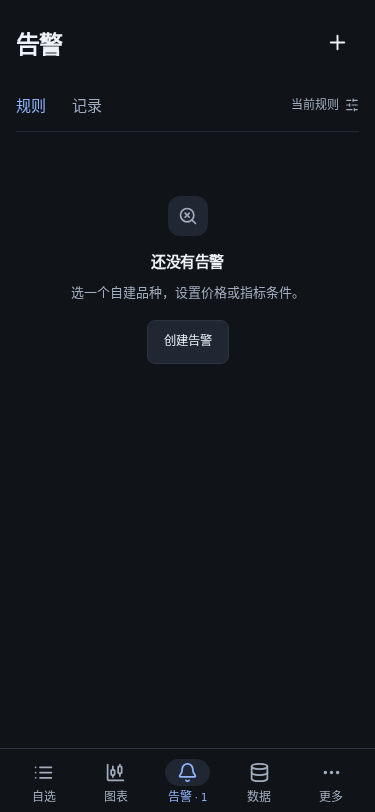 告警
规则 记录 当前规则
还没有告警
选一个自建品种，设置价格或指标条件。
创建告警
自选 图表 告警 · 1 数据 更多